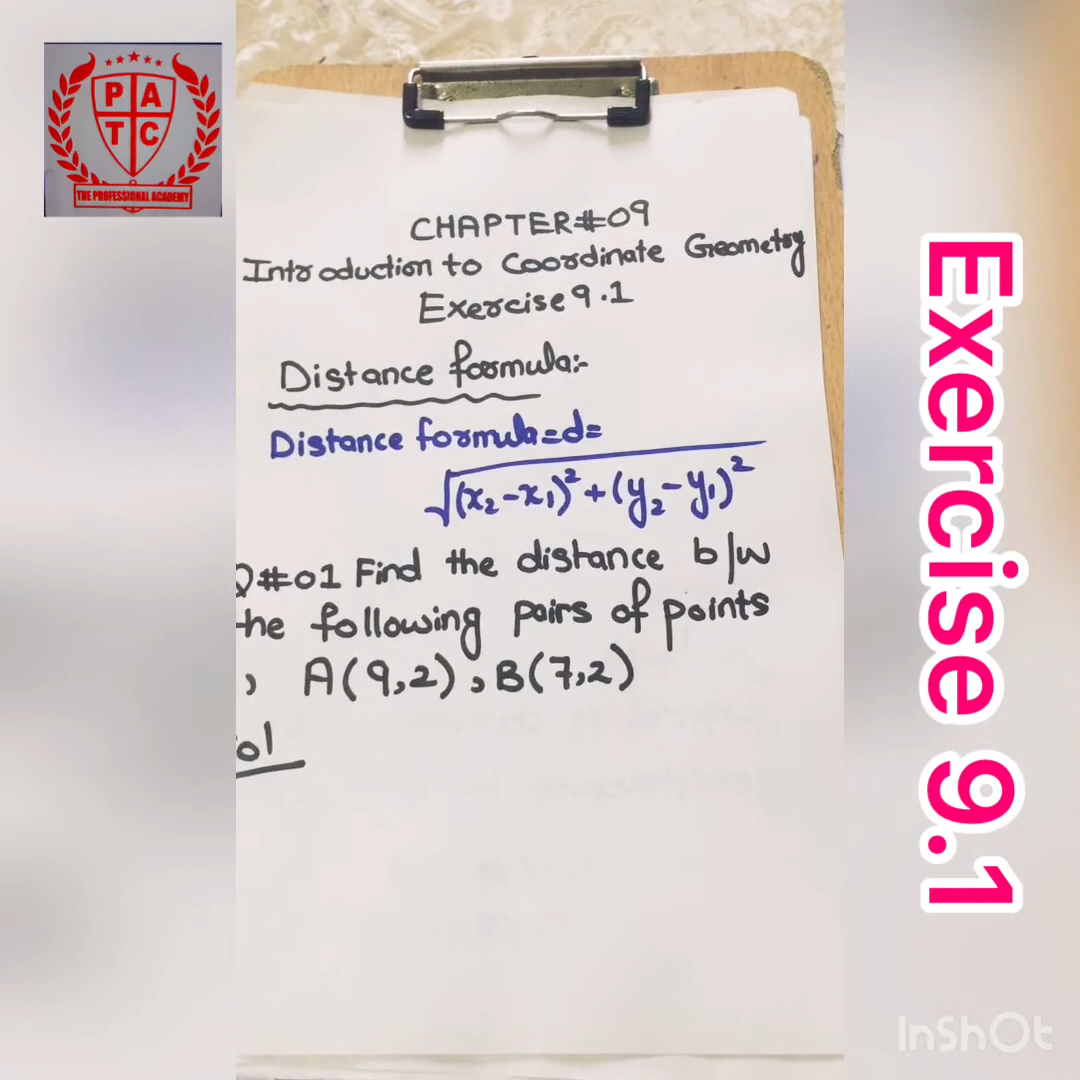 P A
T C
THE PROFESSIONAL ACADEMY
CHAPTER#09
Introduction to Coordinate Geometry
Exercise 9.1
Distance formula:-
Distance formula=d=
√(x₂-x₁)²+(y₂-y₁)²
Q#01 Find the distance b/w
he following pairs of points
, A(9,2), B(7,2)
ol
Exercise 9.1
InShOt